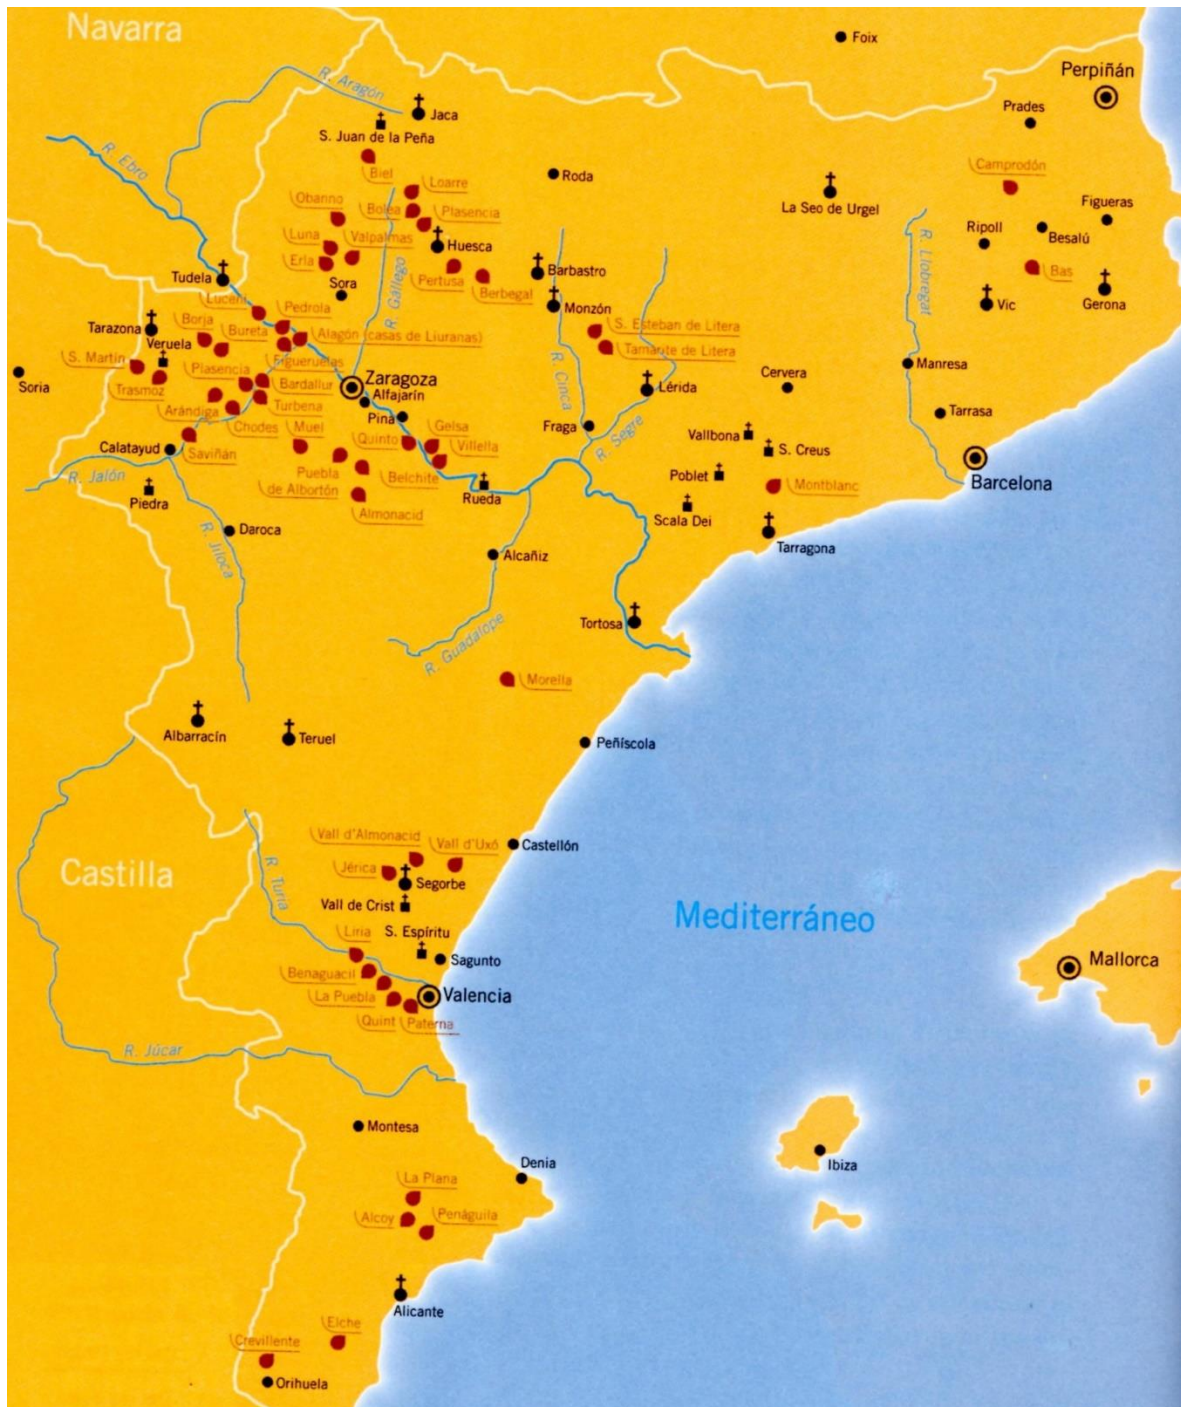 Navarra
Foix
Perpiñán
R. Aragón
Jaca
Prades
S. Juan de la Peña
R. Ebro
Biel
Roda
Camprodón
Loarre
Obanno
Bolea
Plasencia
La Seo de Urgel
Figueras
Ripoll
Besalú
Luna
Valpalmas
Huesca
R. Llobregat
Erla
Tudela
Sora
Pertusa
Berbegal
Barbastro
Bas
R. Gállego
Luceni
Pedrola
Monzón
Vic
Gerona
Tarazona
Borja
Bureta
Alagón (casas de Liuranas)
S. Esteban de Litera
Veruela
Figueruelas
Tamarite de Litera
S. Martín
Plasencia
Bardallur
Zaragoza
R. Cinca
Manresa
Soria
Trasmoz
Alfajarín
Lérida
Cervera
Arándiga
Turbena
Pina
Tarrasa
Chodes
Muel
Gelsa
Fraga
R. Segre
Vallbona
Calatayud
Saviñán
Quinto
Villella
S. Creus
R. Jalón
Puebla
de Albortón
Belchite
Poblet
Montblanc
Barcelona
Piedra
Almonacid
Rueda
Scala Dei
Daroca
R. Jiloca
Alcañiz
Tarragona
Tortosa
R. Guadalope
Morella
Albarracín
Teruel
Peñíscola
Vall d'Almonacid
Vall d'Uxó
Castellón
Castilla
R. Turia
Jérica
Segorbe
Vall de Crist
Mediterráneo
Liria
S. Espíritu
Sagunto
Mallorca
Benaguacil
La Puebla
Valencia
Quint
Paterna
R. Júcar
Montesa
Denia
Ibiza
La Plana
Alcoy
Penáguila
Alicante
Elche
Crevillente
Orihuela